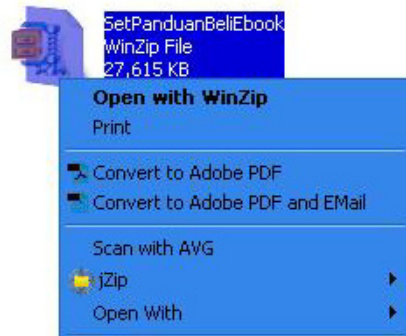 SetPanduanBeliEbook
WinZip File
27,615 KB
Open with WinZip
Print
Convert to Adobe PDF
Convert to Adobe PDF and EMail
Scan with AVG
jZip
Open With